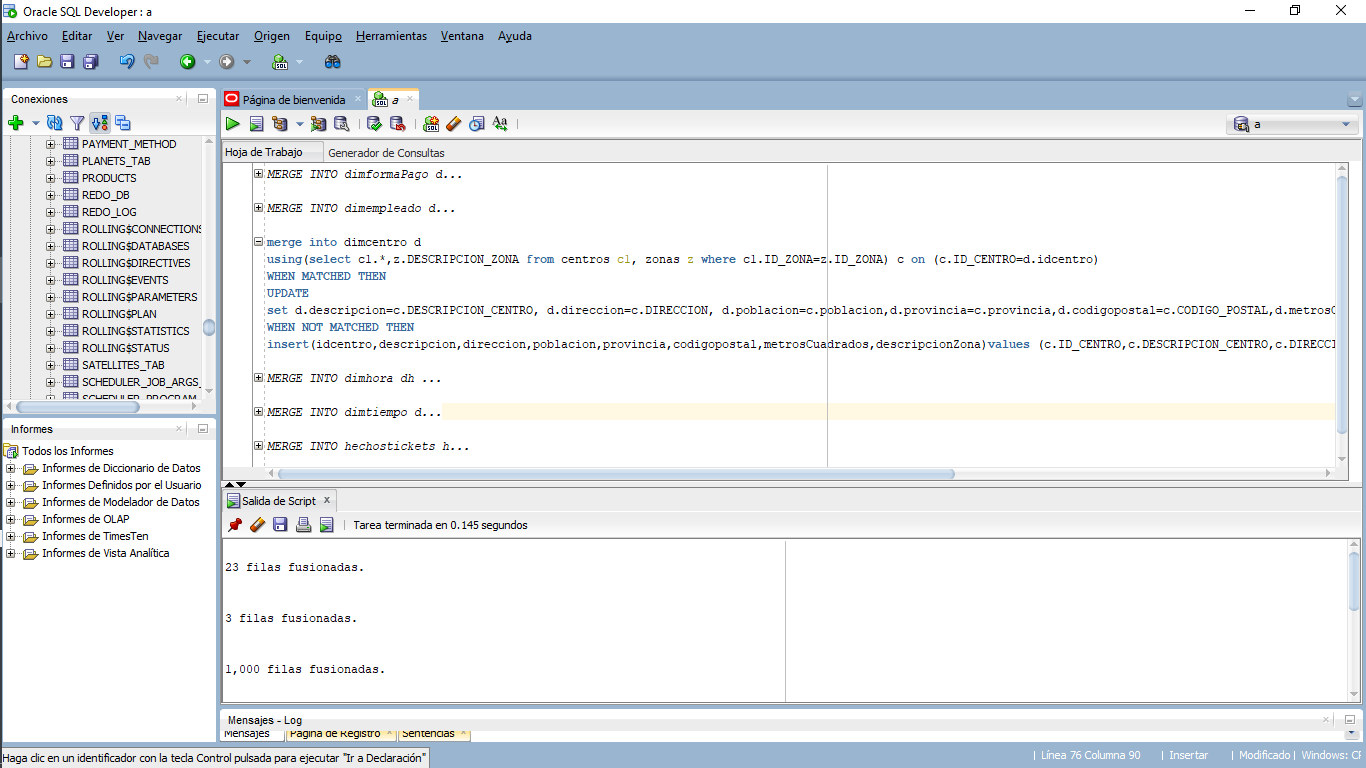 Oracle SQL Developer : a
Archivo Editar Ver Navegar Ejecutar Origen Equipo Herramientas Ventana Ayuda
Conexiones
PAYMENT_METHOD
PLANETS_TAB
PRODUCTS
REDO_DB
REDO_LOG
ROLLING$CONNECTIONS
ROLLING$DATABASES
ROLLING$DIRECTIVES
ROLLING$EVENTS
ROLLING$PARAMETERS
ROLLING$PLAN
ROLLING$STATISTICS
ROLLING$STATUS
SATELLITES_TAB
SCHEDULER_JOB_ARGS_
SCHEDULER_PROGRAM
Informes
Todos los Informes
Informes de Diccionario de Datos
Informes Definidos por el Usuario
Informes de Modelador de Datos
Informes de OLAP
Informes de TimesTen
Informes de Vista Analítica
Página de bienvenida
a
a
Hoja de Trabajo Generador de Consultas
MERGE INTO dimformaPago d...
MERGE INTO dimempleado d...
merge into dimcentro d
using(select c1.*,z.DESCRIPCION_ZONA from centros c1, zonas z where c1.ID_ZONA=z.ID_ZONA) c on (c.ID_CENTRO=d.idcentro)
WHEN MATCHED THEN
UPDATE
set d.descripcion=c.DESCRIPCION_CENTRO, d.direccion=c.DIRECCION, d.poblacion=c.poblacion,d.provincia=c.provincia,d.codigopostal=c.CODIGO_POSTAL,d.metrosC
WHEN NOT MATCHED THEN
insert(idcentro,descripcion,direccion,poblacion,provincia,codigopostal,metrosCuadrados,descripcionZona)values (c.ID_CENTRO,c.DESCRIPCION_CENTRO,c.DIRECCI
MERGE INTO dimhora dh ...
MERGE INTO dimtiempo d...
MERGE INTO hechostickets h...
Salida de Script
Tarea terminada en 0.145 segundos
23 filas fusionadas.
3 filas fusionadas.
1,000 filas fusionadas.
Mensajes - Log
Mensajes Página de Registro Sentencias
Haga clic en un identificador con la tecla Control pulsada para ejecutar "Ir a Declaración"
Línea 76 Columna 90 Insertar Modificado Windows: CR